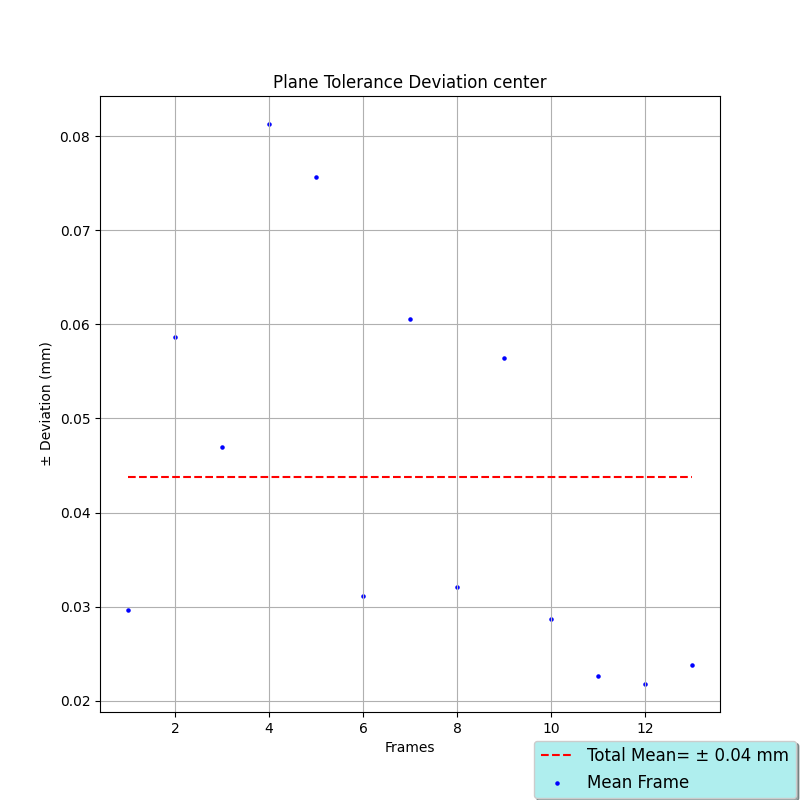 Plane Tolerance Deviation center
± Deviation (mm)
0.08
0.07
0.06
0.05
0.04
0.03
0.02
2 4 6 8 10 12
Frames
Total Mean= ± 0.04 mm
Mean Frame